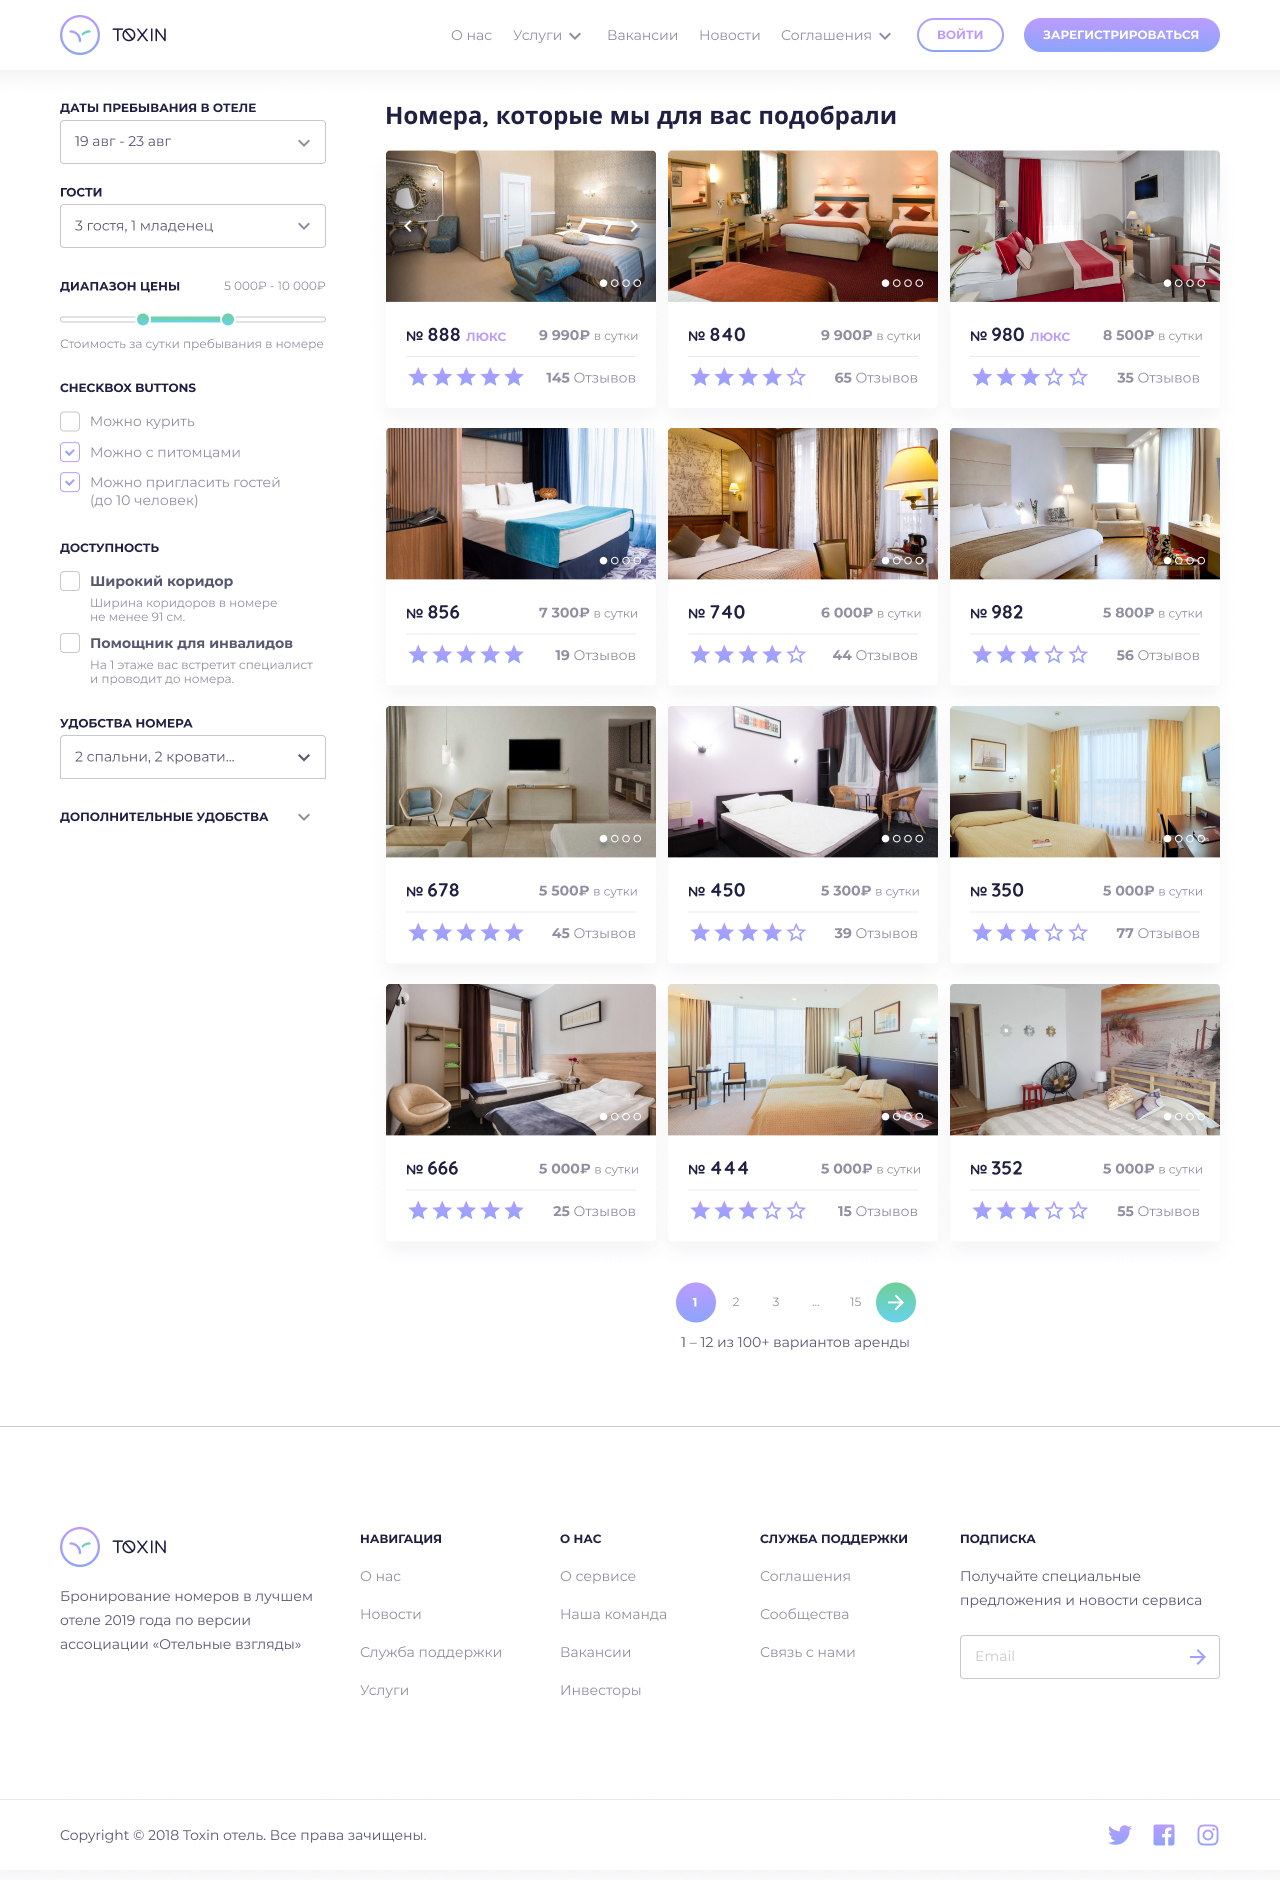 TOXIN
О нас
Услуги
Вакансии
Новости
Соглашения
ВОЙТИ
ЗАРЕГИСТРИРОВАТЬСЯ
ДАТЫ ПРЕБЫВАНИЯ В ОТЕЛЕ
19 авг - 23 авг
ГОСТИ
3 гостя, 1 младенец
ДИАПАЗОН ЦЕНЫ
5 000₽ - 10 000₽
Стоимость за сутки пребывания в номере
CHECKBOX BUTTONS
Можно курить
Можно с питомцами
Можно пригласить гостей
(до 10 человек)
ДОСТУПНОСТЬ
Широкий коридор
Ширина коридоров в номере
не менее 91 см.
Помощник для инвалидов
На 1 этаже вас встретит специалист
и проводит до номера.
УДОБСТВА НОМЕРА
2 спальни, 2 кровати...
ДОПОЛНИТЕЛЬНЫЕ УДОБСТВА
Номера, которые мы для вас подобрали
№ 888 ЛЮКС 9 990₽ в сутки
145 Отзывов
№ 840 9 900₽ в сутки
65 Отзывов
№ 980 ЛЮКС 8 500₽ в сутки
35 Отзывов
№ 856 7 300₽ в сутки
19 Отзывов
№ 740 6 000₽ в сутки
44 Отзывов
№ 982 5 800₽ в сутки
56 Отзывов
№ 678 5 500₽ в сутки
45 Отзывов
№ 450 5 300₽ в сутки
39 Отзывов
№ 350 5 000₽ в сутки
77 Отзывов
№ 666 5 000₽ в сутки
25 Отзывов
№ 444 5 000₽ в сутки
15 Отзывов
№ 352 5 000₽ в сутки
55 Отзывов
1 2 3 ... 15
1 – 12 из 100+ вариантов аренды
TOXIN
Бронирование номеров в лучшем
отеле 2019 года по версии
ассоциации «Отельные взгляды»
НАВИГАЦИЯ
О нас
Новости
Служба поддержки
Услуги
О НАС
О сервисе
Наша команда
Вакансии
Инвесторы
СЛУЖБА ПОДДЕРЖКИ
Соглашения
Сообщества
Связь с нами
ПОДПИСКА
Получайте специальные
предложения и новости сервиса
Email
Copyright © 2018 Toxin отель. Все права зачищены.